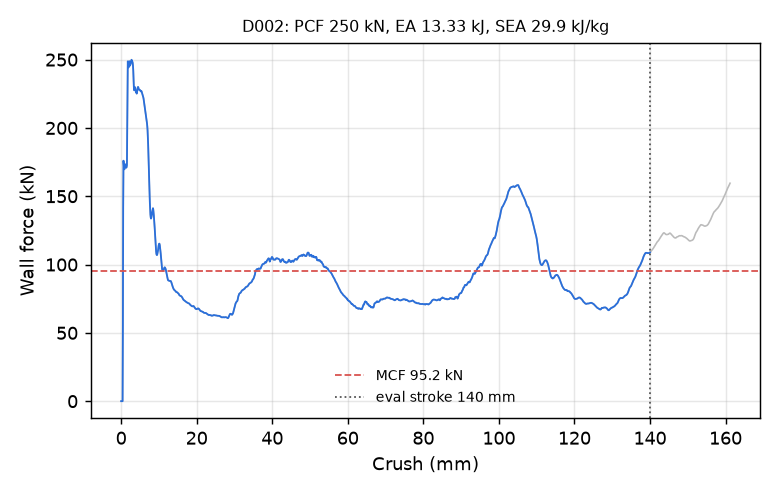 D002: PCF 250 kN, EA 13.33 kJ, SEA 29.9 kJ/kg
Wall force (kN)
250
200
150
100
50
0
MCF 95.2 kN
eval stroke 140 mm
0 20 40 60 80 100 120 140 160
Crush (mm)